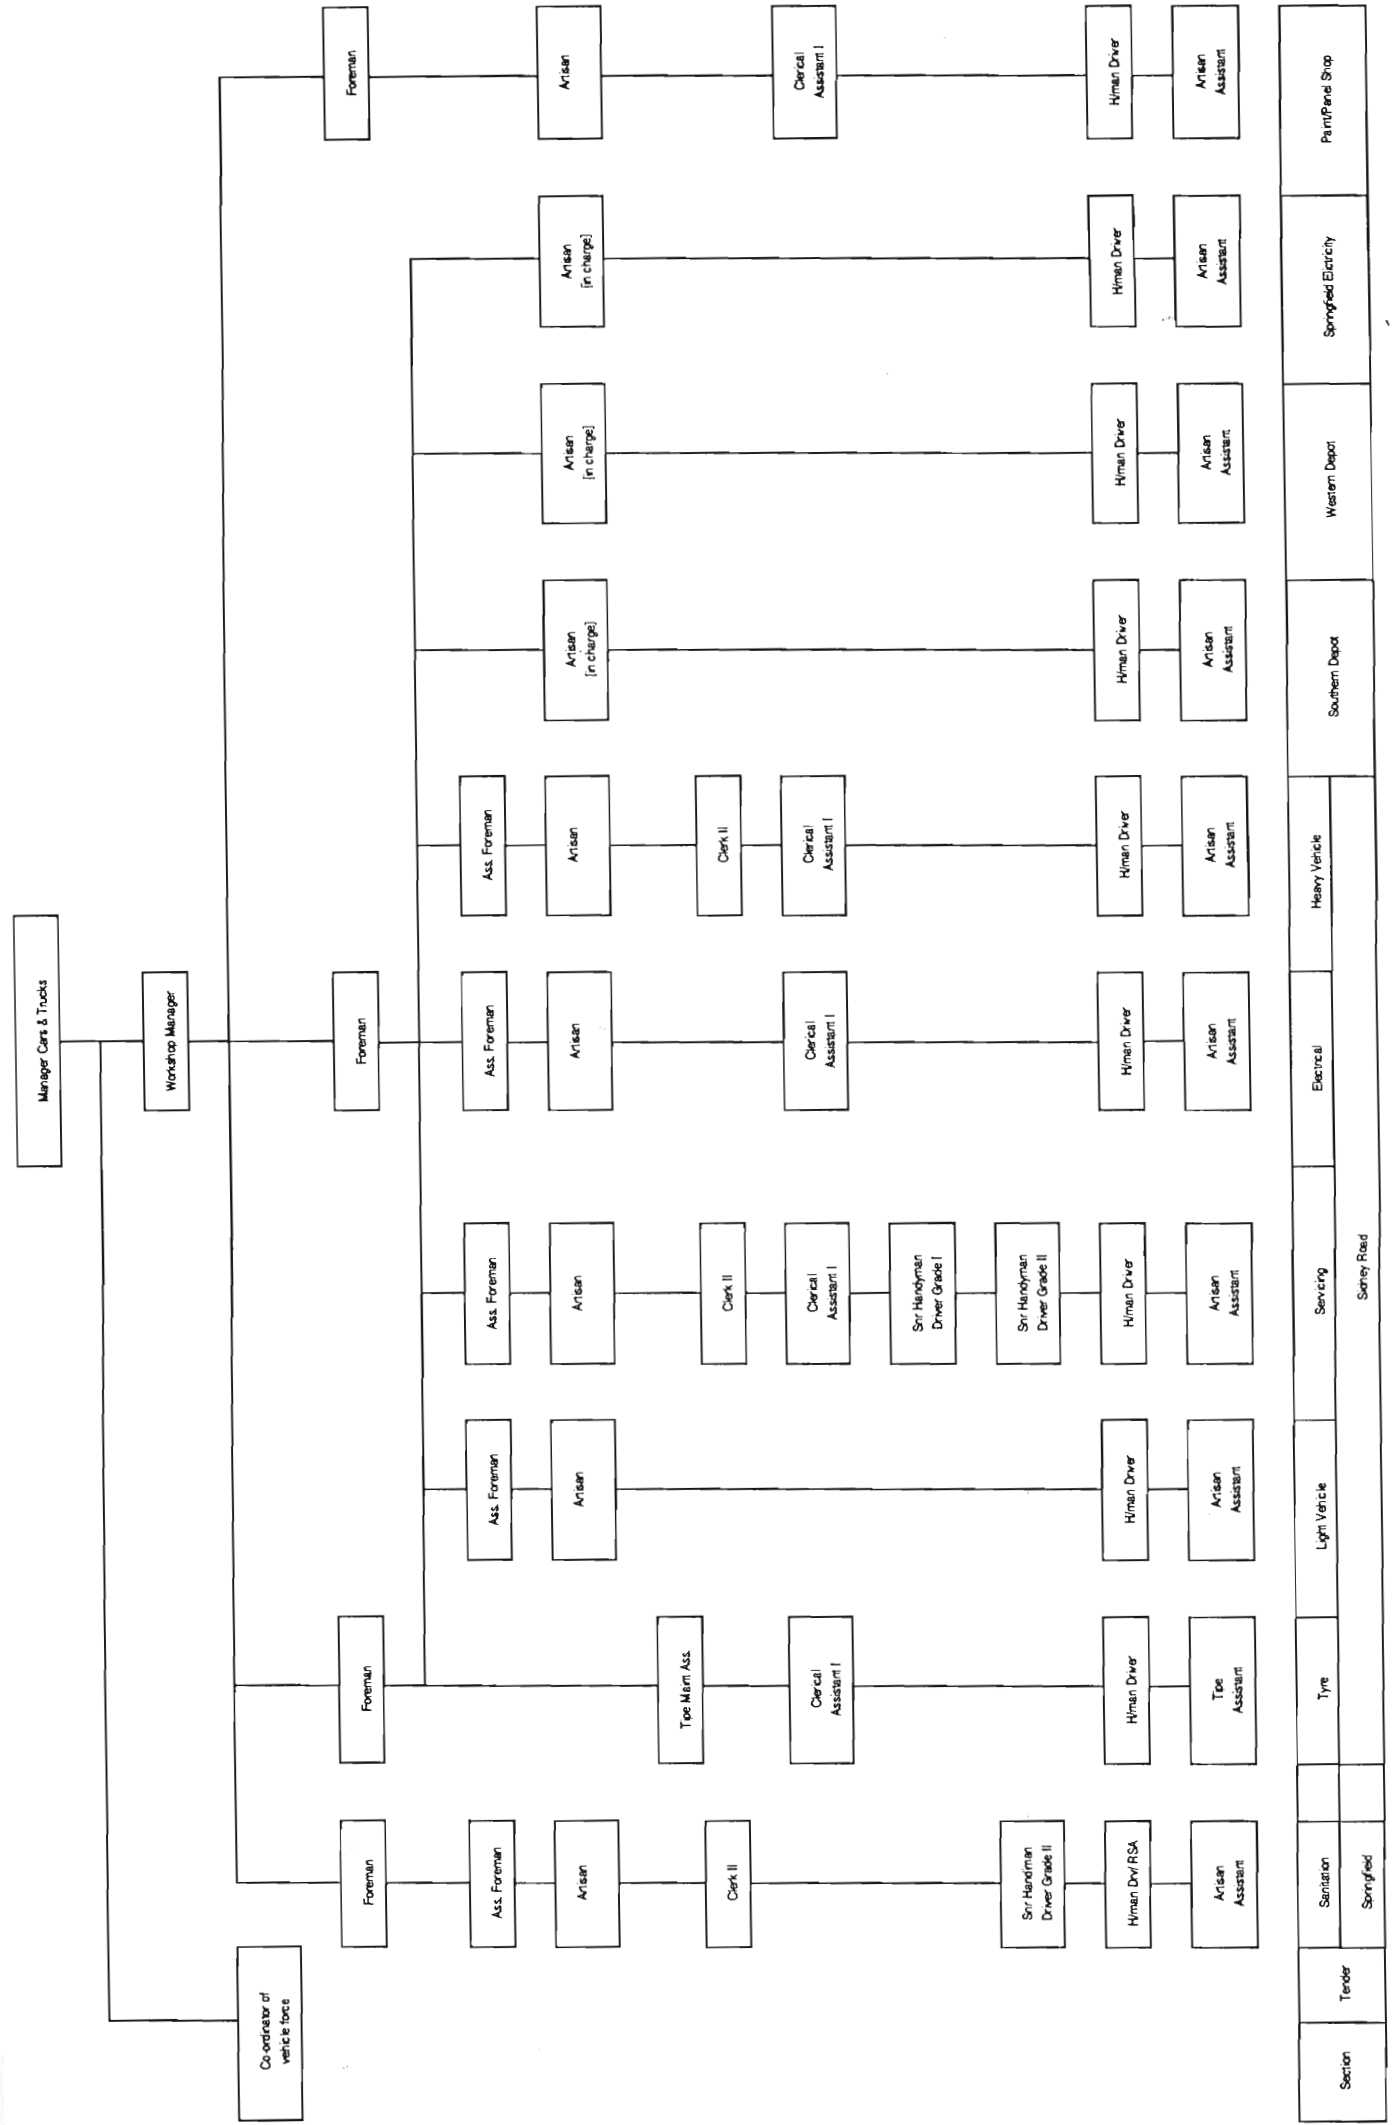 Manager Cars & Trucks
Workshop Manager
Co-ordinator of
vehicle force
Foreman
Foreman
Foreman
Foreman
Ass. Foreman
Ass. Foreman
Ass. Foreman
Ass. Foreman
Ass. Foreman
Artisan
Artisan
Artisan
Artisan
Artisan
Artisan
[in charge]
Artisan
[in charge]
Artisan
[in charge]
Artisan
Tipe Maint Ass.
Clerk II
Clerk II
Clerk II
Clerical
Assistant I
Clerical
Assistant I
Clerical
Assistant I
Clerical
Assistant I
Clerical
Assistant I
Snr Handyman
Driver Grade I
Snr Handiman
Driver Grade II
Snr Handyman
Driver Grade II
H/man Drv/ RSA
H/man Driver
H/man Driver
H/man Driver
H/man Driver
H/man Driver
H/man Driver
H/man Driver
H/man Driver
H/man Driver
Artisan
Assistant
Tipe
Assistant
Artisan
Assistant
Artisan
Assistant
Artisan
Assistant
Artisan
Assistant
Artisan
Assistant
Artisan
Assistant
Artisan
Assistant
Artisan
Assistant
Section
Tender
Sanitation
Tyre
Light Vehicle
Servicing
Electrical
Heavy Vehicle
Southern Depot
Western Depot
Springfield Elictricity
Paint/Panel Shop
Springfield
Sidney Road